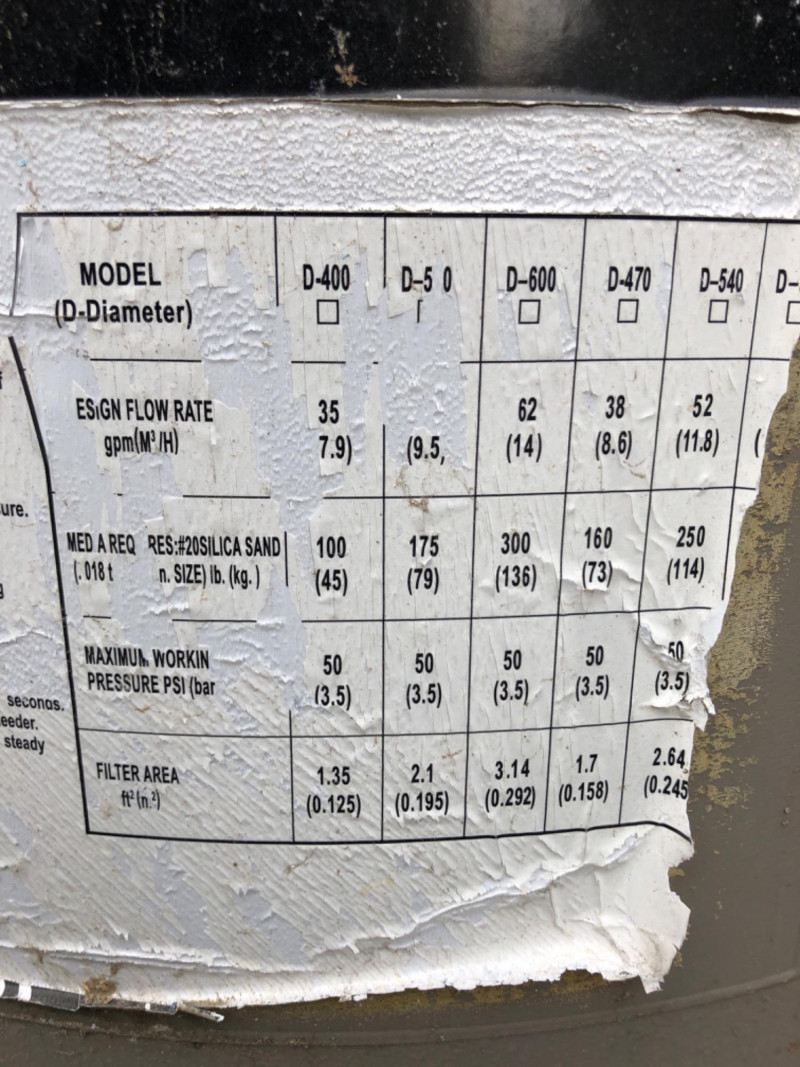 MODEL D-400 D–5 0 D–600 D-470 D–540 D–
(D-Diameter) □ □ □ □ □
ESIGN FLOW RATE 35 62 38 52
gpm(M³/H) 7.9) (9.5, (14) (8.6) (11.8) (
ure.
MED A REQ RES:#20SILICA SAND 100 175 300 160 250
(.018 t n. SIZE) lb. (kg.) (45) (79) (136) (73) (114)
MAXIMUM WORKIN 50 50 50 50 50
PRESSURE PSI (bar (3.5) (3.5) (3.5) (3.5) (3.5)
seconds.
eeder.
steady
FILTER AREA 1.35 2.1 3.14 1.7 2.64
ft² (n.²) (0.125) (0.195) (0.292) (0.158) (0.245